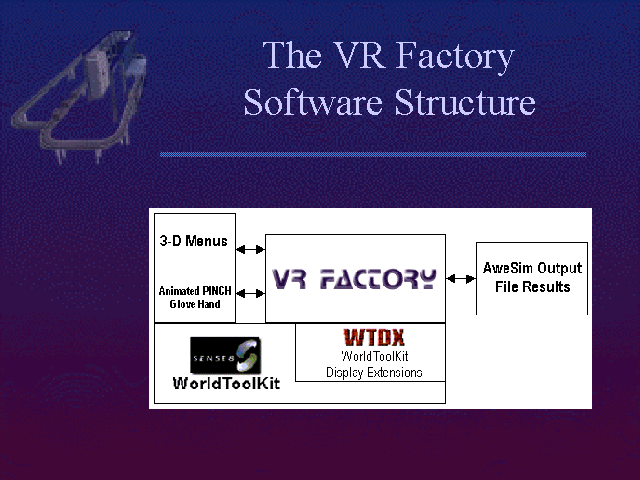 The VR Factory
Software Structure
3-D Menus
Animated PINCH
Glove Hand
VR FACTORY
AweSim Output
File Results
SENSE8
WorldToolKit
WTDX
WorldToolKit
Display Extensions